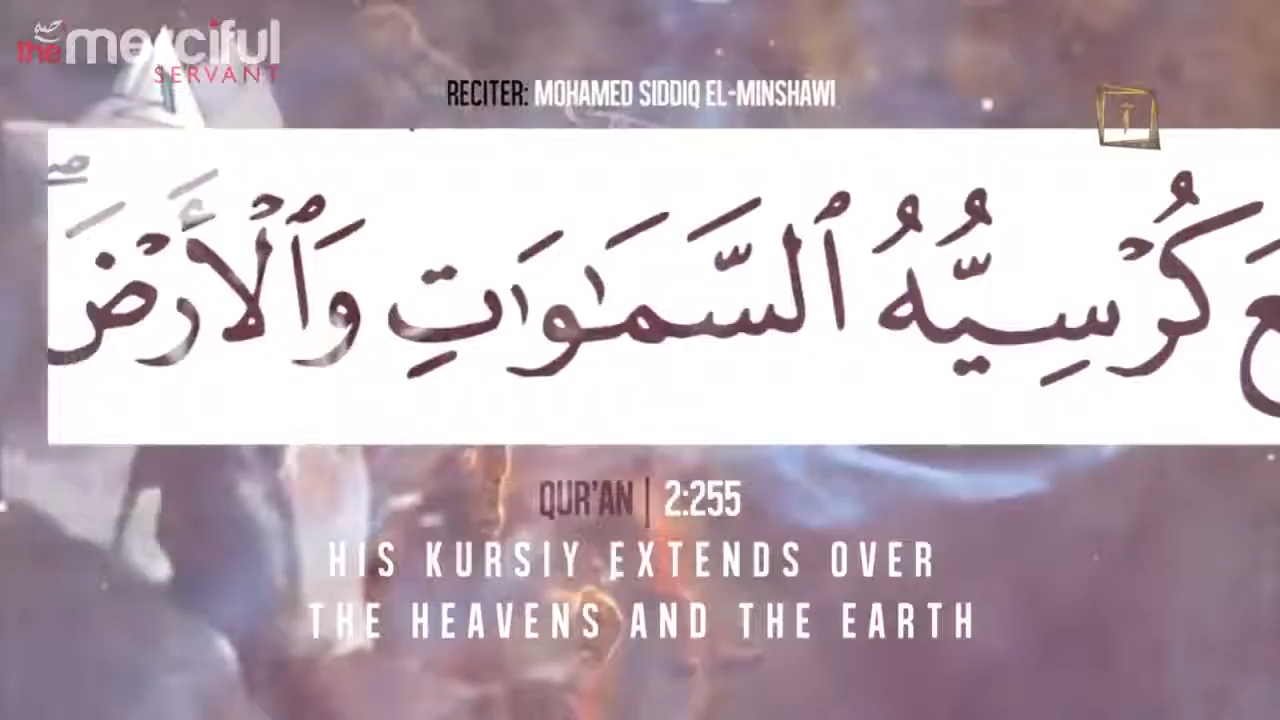 the merciful
SERVANT
RECITER: MOHAMED SIDDIQ EL-MINSHAWI
كُرْسِيُّهُ ٱلسَّمَـٰوَٰتِ وَٱلْأَرْضَ ۖ
QUR'AN | 2:255
HIS KURSIY EXTENDS OVER
THE HEAVENS AND THE EARTH